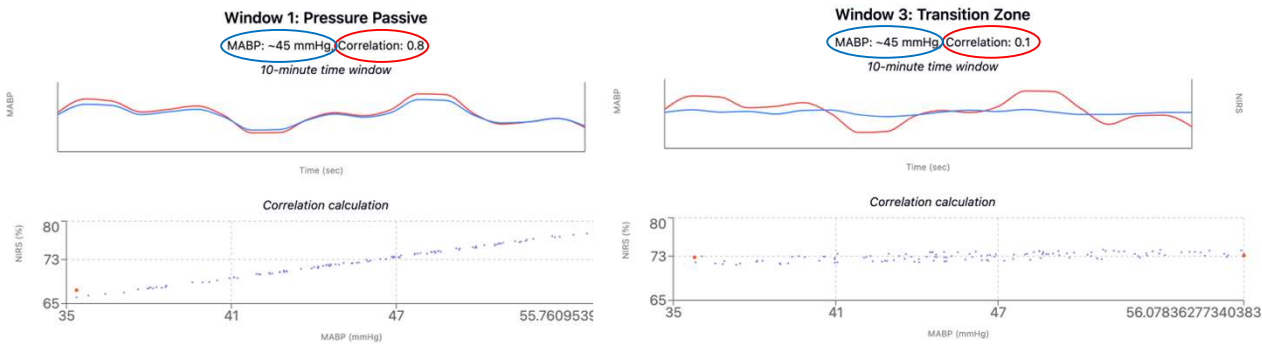 Window 1: Pressure Passive
MABP: ~45 mmHg, Correlation: 0.8
10-minute time window
MABP
Time (sec)
Correlation calculation
NIRS (%)
80
73
65
35
41
47
55.7609539
MABP (mmHg)
Window 3: Transition Zone
MABP: ~45 mmHg, Correlation: 0.1
10-minute time window
MABP
NIRS
Time (sec)
Correlation calculation
NIRS (%)
80
73
65
35
41
47
56.07836277340383
MABP (mmHg)